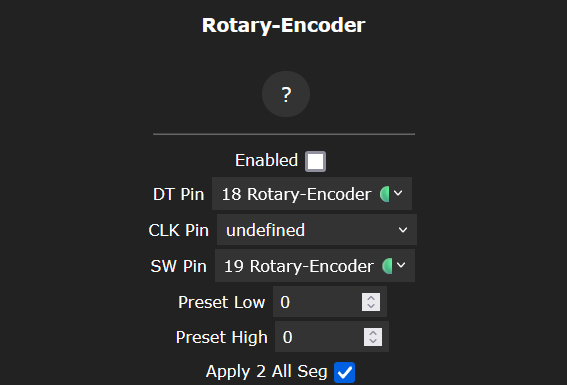 Rotary-Encoder
?
Enabled
DT Pin 18 Rotary-Encoder
CLK Pin undefined
SW Pin 19 Rotary-Encoder
Preset Low 0
Preset High 0
Apply 2 All Seg